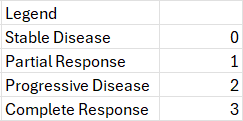 Legend
Stable Disease 0
Partial Response 1
Progressive Disease 2
Complete Response 3